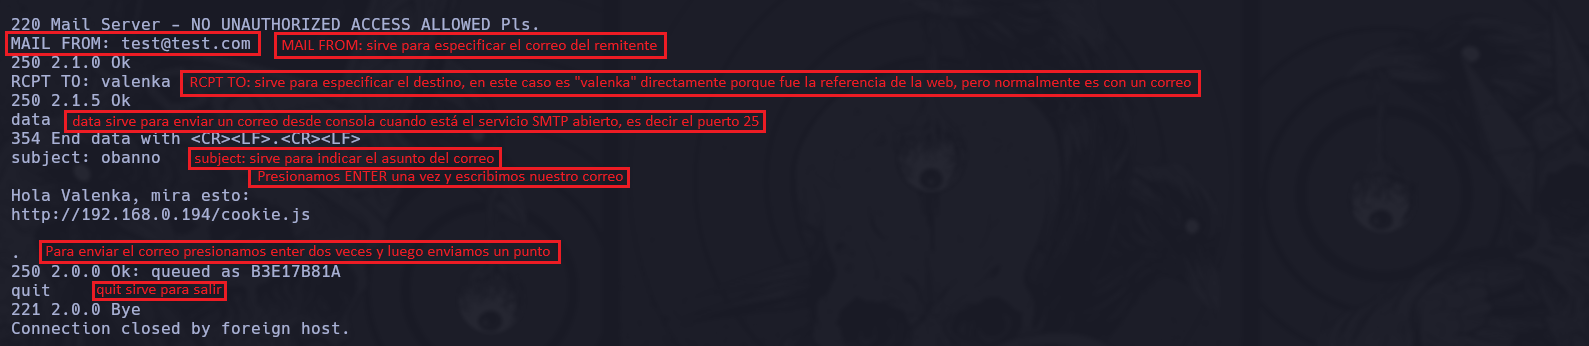 220 Mail Server - NO UNAUTHORIZED ACCESS ALLOWED Pls.
MAIL FROM: test@test.com MAIL FROM: sirve para especificar el correo del remitente
250 2.1.0 Ok
RCPT TO: valenka RCPT TO: sirve para especificar el destino, en este caso es "valenka" directamente porque fue la referencia de la web, pero normalmente es con un correo
250 2.1.5 Ok
data data sirve para enviar un correo desde consola cuando está el servicio SMTP abierto, es decir el puerto 25
354 End data with <CR><LF>.<CR><LF>
subject: obanno subject: sirve para indicar el asunto del correo
Presionamos ENTER una vez y escribimos nuestro correo
Hola Valenka, mira esto:
http://192.168.0.194/cookie.js
. Para enviar el correo presionamos enter dos veces y luego enviamos un punto
250 2.0.0 Ok: queued as B3E17B81A
quit quit sirve para salir
221 2.0.0 Bye
Connection closed by foreign host.